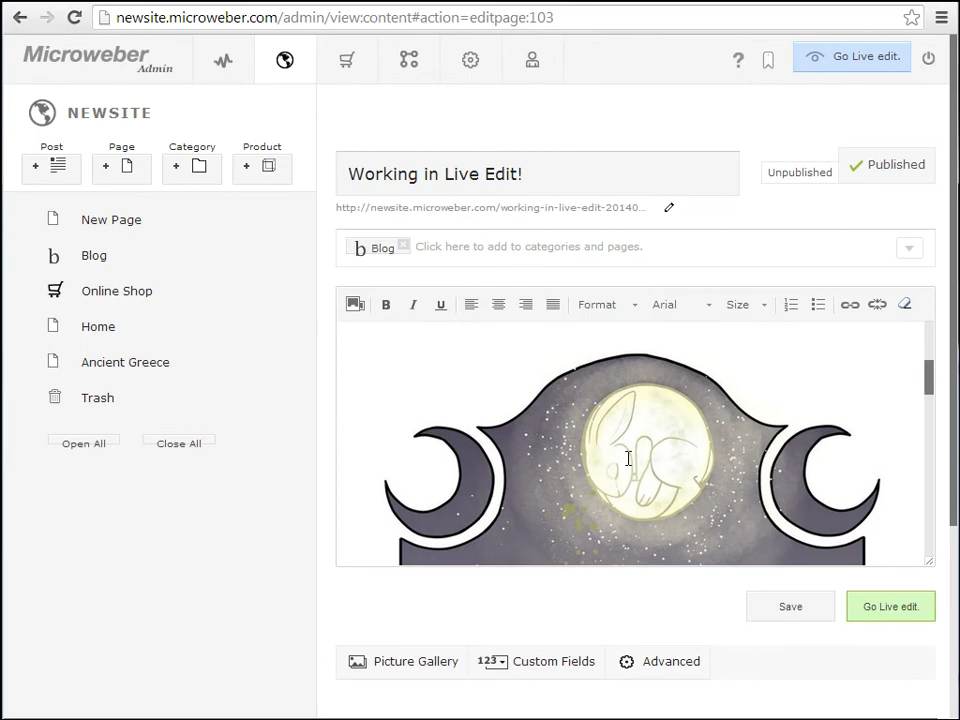 newsite.microweber.com/admin/view:content#action=editpage:103
Microweber
Admin
? Go Live edit.
NEWSITE
Post Page Category Product
+ + + +
Working in Live Edit!
Unpublished
Published
http://newsite.microweber.com/working-in-live-edit-20140...
b Blog x Click here to add to categories and pages.
New Page
b Blog
Online Shop
Home
Ancient Greece
Trash
Open All Close All
B I U Format Arial Size
Save Go Live edit.
Picture Gallery 123 Custom Fields Advanced